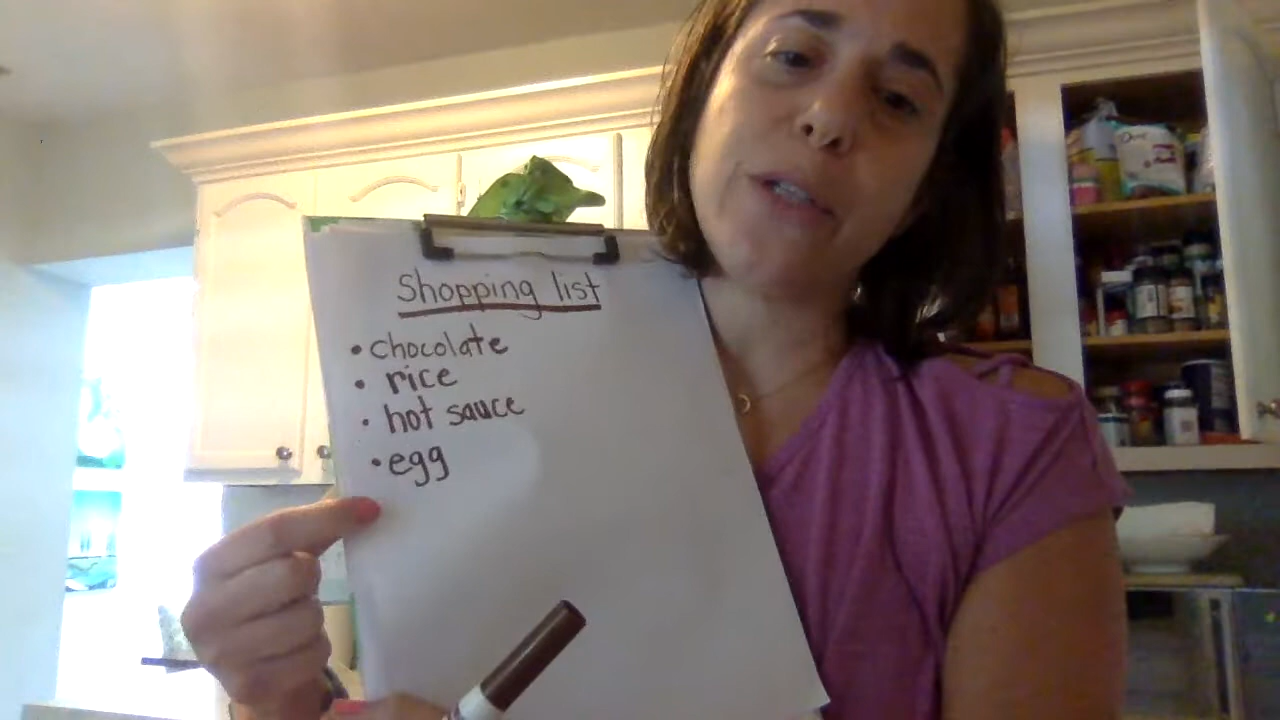 Shopping list
• chocolate
• rice
• hot sauce
• egg